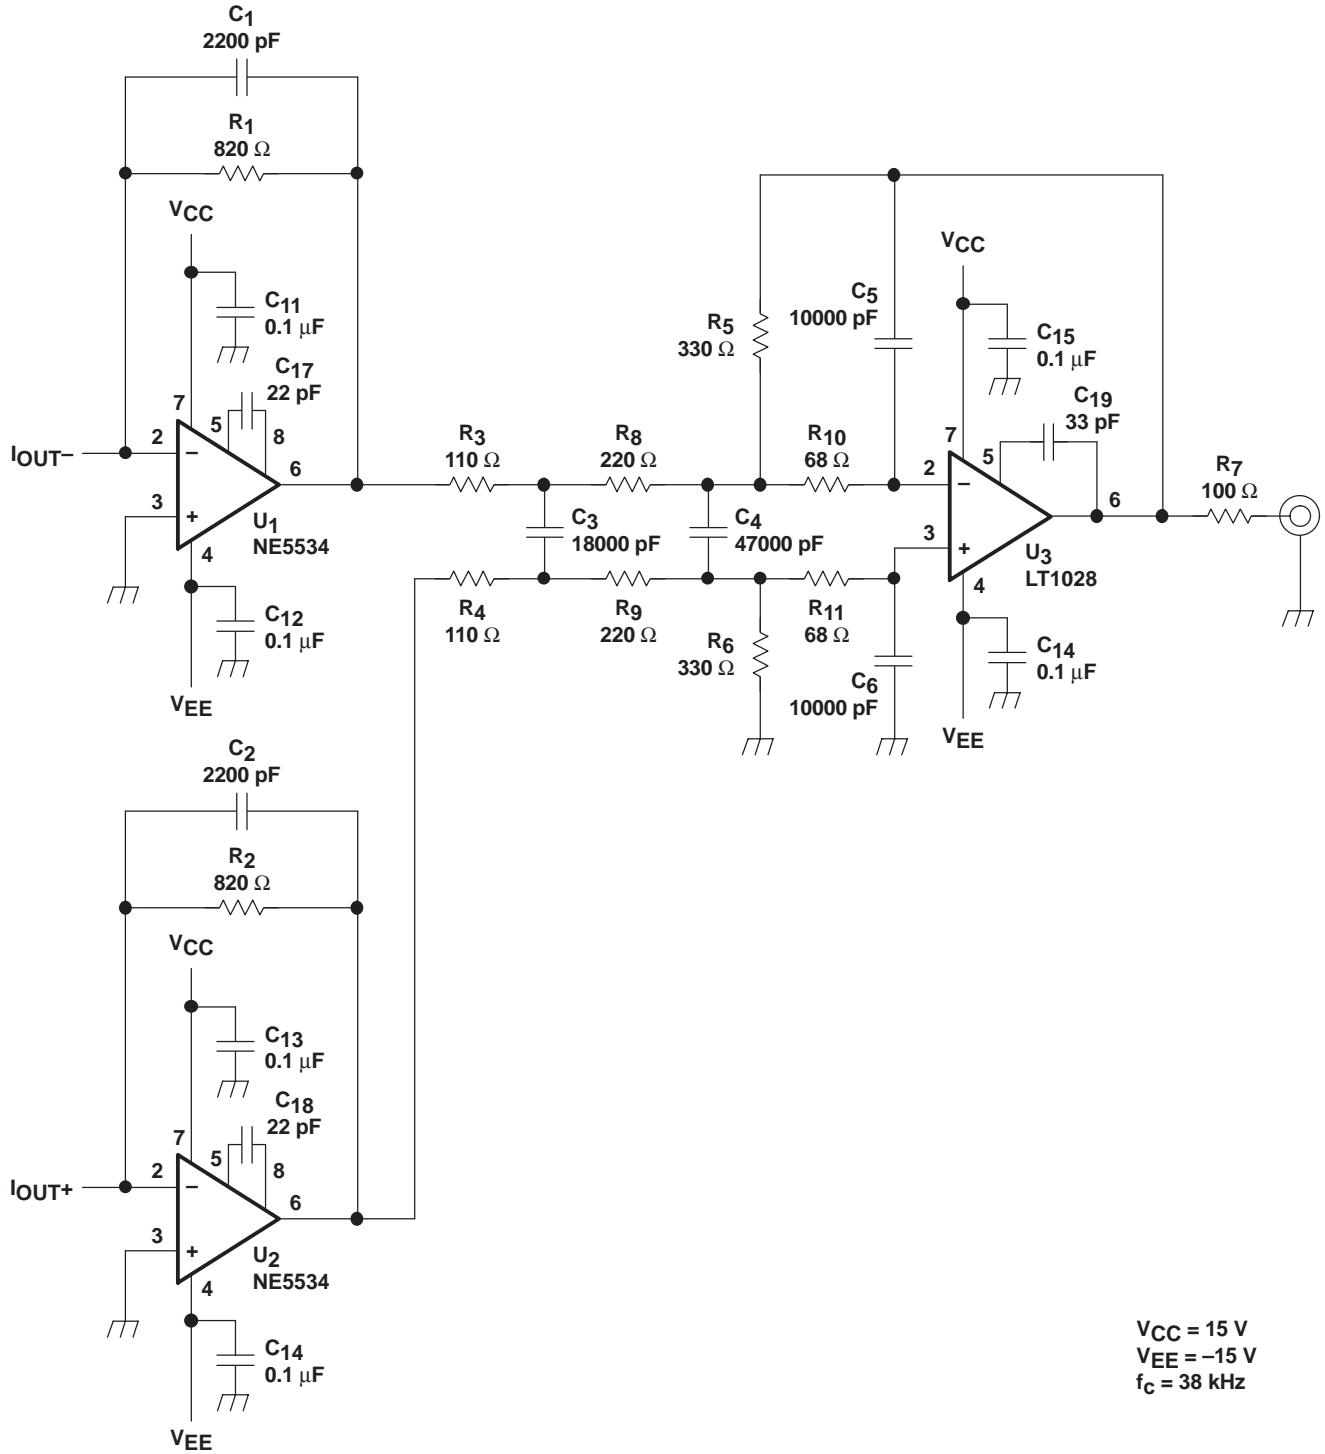 C1
2200 pF
R1
820 Ω
VCC
C11
0.1 μF
C17
22 pF
7
5
8
2
IOUT–
–
6
3
+
U1
NE5534
4
C12
0.1 μF
VEE
R3
110 Ω
R8
220 Ω
R10
68 Ω
C3
18000 pF
C4
47000 pF
R4
110 Ω
R9
220 Ω
R11
68 Ω
R5
330 Ω
C5
10000 pF
R6
330 Ω
C6
10000 pF
VCC
C15
0.1 μF
C19
33 pF
7
5
2
–
6
3
+
U3
LT1028
4
C14
0.1 μF
VEE
R7
100 Ω
C2
2200 pF
R2
820 Ω
VCC
C13
0.1 μF
C18
22 pF
7
5
8
2
IOUT+
–
6
3
+
U2
NE5534
4
C14
0.1 μF
VEE
VCC = 15 V
VEE = –15 V
fC = 38 kHz